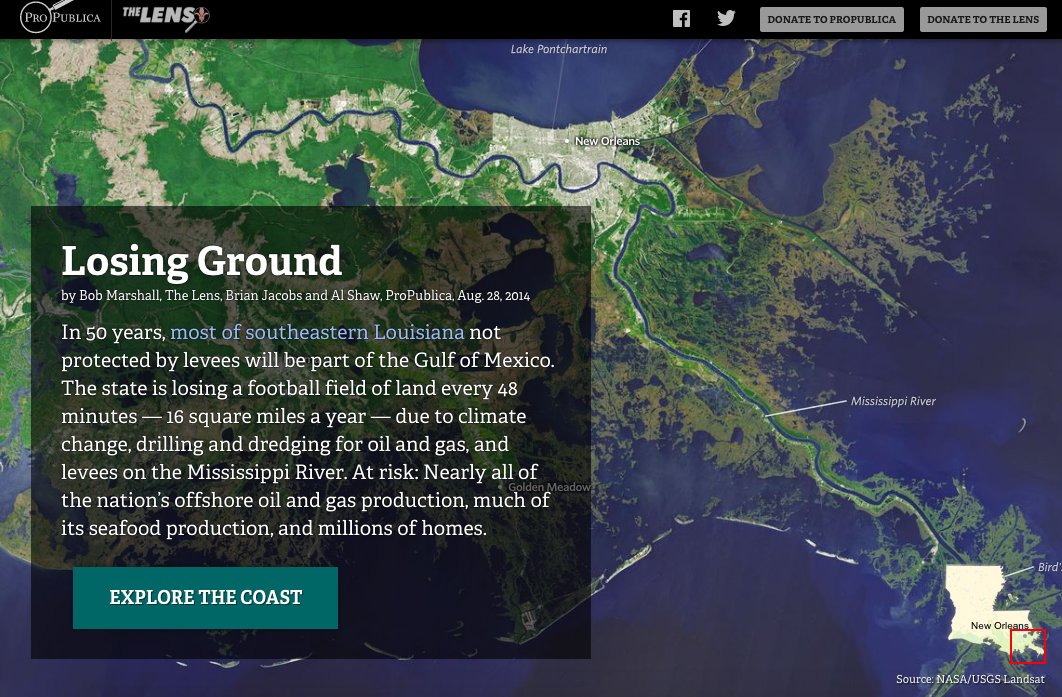 PROPUBLICA
THE LENS
DONATE TO PROPUBLICA
DONATE TO THE LENS
Lake Pontchartrain
New Orleans
Losing Ground
by Bob Marshall, The Lens, Brian Jacobs and Al Shaw, ProPublica, Aug. 28, 2014
In 50 years, most of southeastern Louisiana not
protected by levees will be part of the Gulf of Mexico.
The state is losing a football field of land every 48
minutes — 16 square miles a year — due to climate
change, drilling and dredging for oil and gas, and
levees on the Mississippi River. At risk: Nearly all of
the nation's offshore oil and gas production, much of
its seafood production, and millions of homes.
Mississippi River
Golden Meadow
EXPLORE THE COAST
Bird's
New Orleans
Source: NASA/USGS Landsat